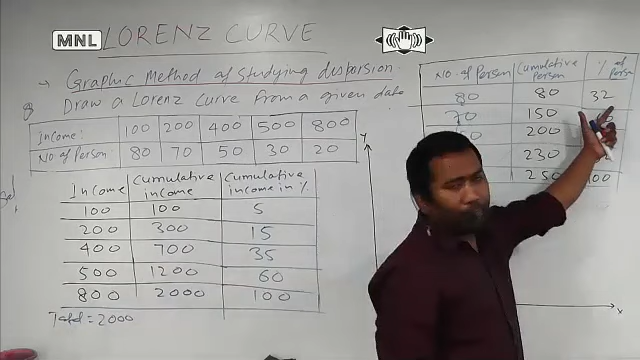 MNL
LORENZ CURVE
→ Graphic Method of Studying dispersion
Q Draw a Lorenz Curve from a given data
Income: 100 200 400 500 800
NO of Person: 80 70 50 30 20
Income Cumulative income Cumulative income in %
100 100 5
200 300 15
400 700 35
500 1200 60
800 2000 100
Total = 2000
NO. of Person Cumulative Person % of Person
80 80 32
70 150
200
230
250 100
Y
X